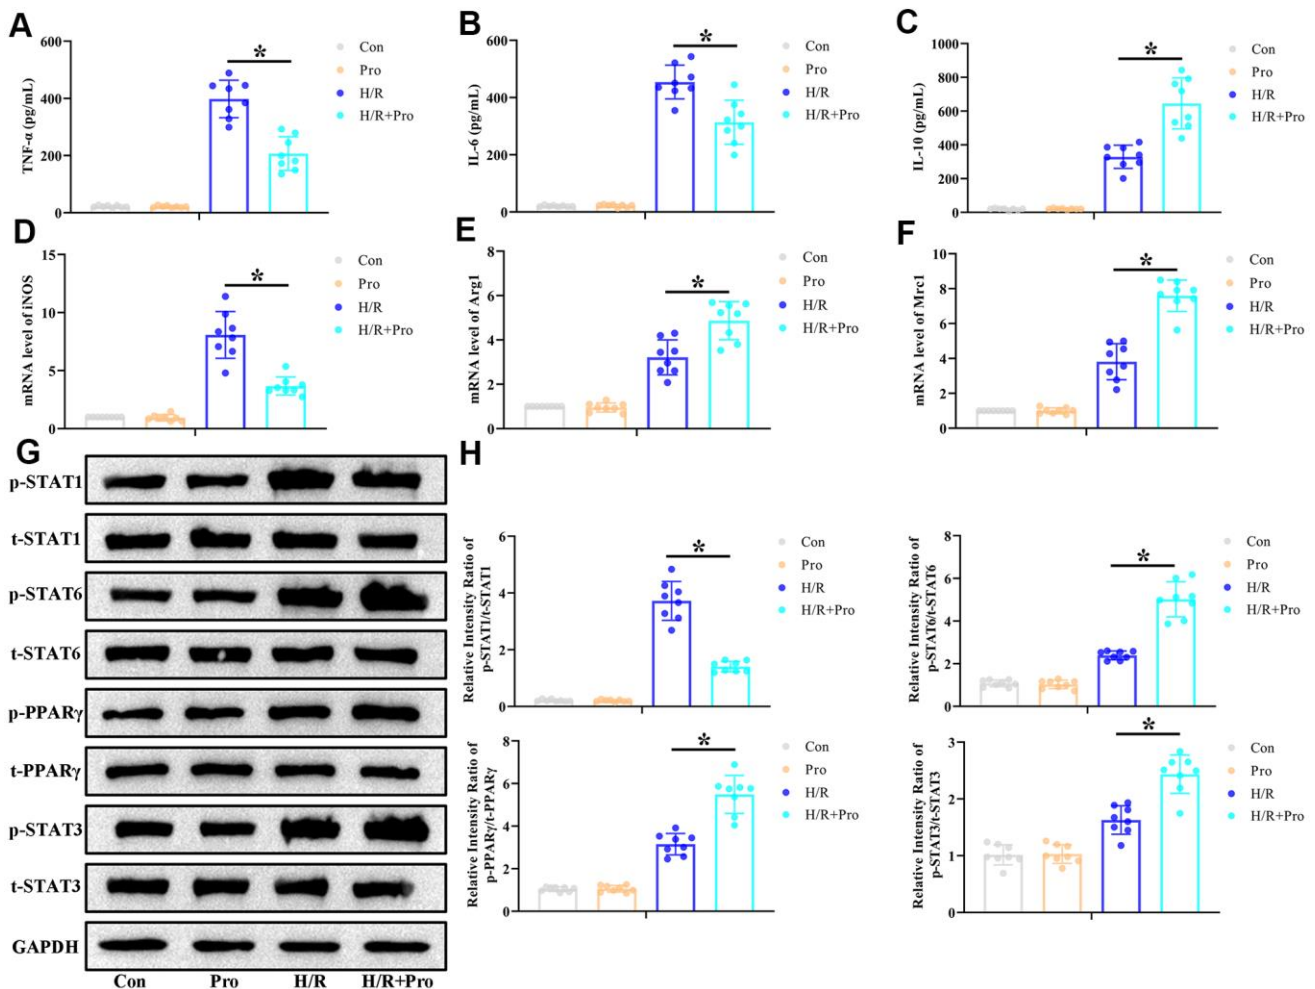 A
TNF-α (pg/mL)
600
400
200
0
*
Con
Pro
H/R
H/R+Pro
B
IL-6 (pg/mL)
600
400
200
0
*
Con
Pro
H/R
H/R+Pro
C
IL-10 (pg/mL)
1000
800
600
400
200
0
*
Con
Pro
H/R
H/R+Pro
D
mRNA level of iNOS
15
10
5
0
*
Con
Pro
H/R
H/R+Pro
E
mRNA level of Arg1
8
6
4
2
0
*
Con
Pro
H/R
H/R+Pro
F
mRNA level of Mrc1
10
8
6
4
2
0
*
Con
Pro
H/R
H/R+Pro
G
p-STAT1
t-STAT1
p-STAT6
t-STAT6
p-PPARγ
t-PPARγ
p-STAT3
t-STAT3
GAPDH
Con Pro H/R H/R+Pro
H
Relative Intensity Ratio of
p-STAT1/t-STAT1
6
4
2
0
*
Con
Pro
H/R
H/R+Pro
Relative Intensity Ratio of
p-STAT6/t-STAT6
8
6
4
2
0
*
Con
Pro
H/R
H/R+Pro
Relative Intensity Ratio of
p-PPARγ/t-PPARγ
8
6
4
2
0
*
Con
Pro
H/R
H/R+Pro
Relative Intensity Ratio of
p-STAT3/t-STAT3
3
2
1
0
*
Con
Pro
H/R
H/R+Pro